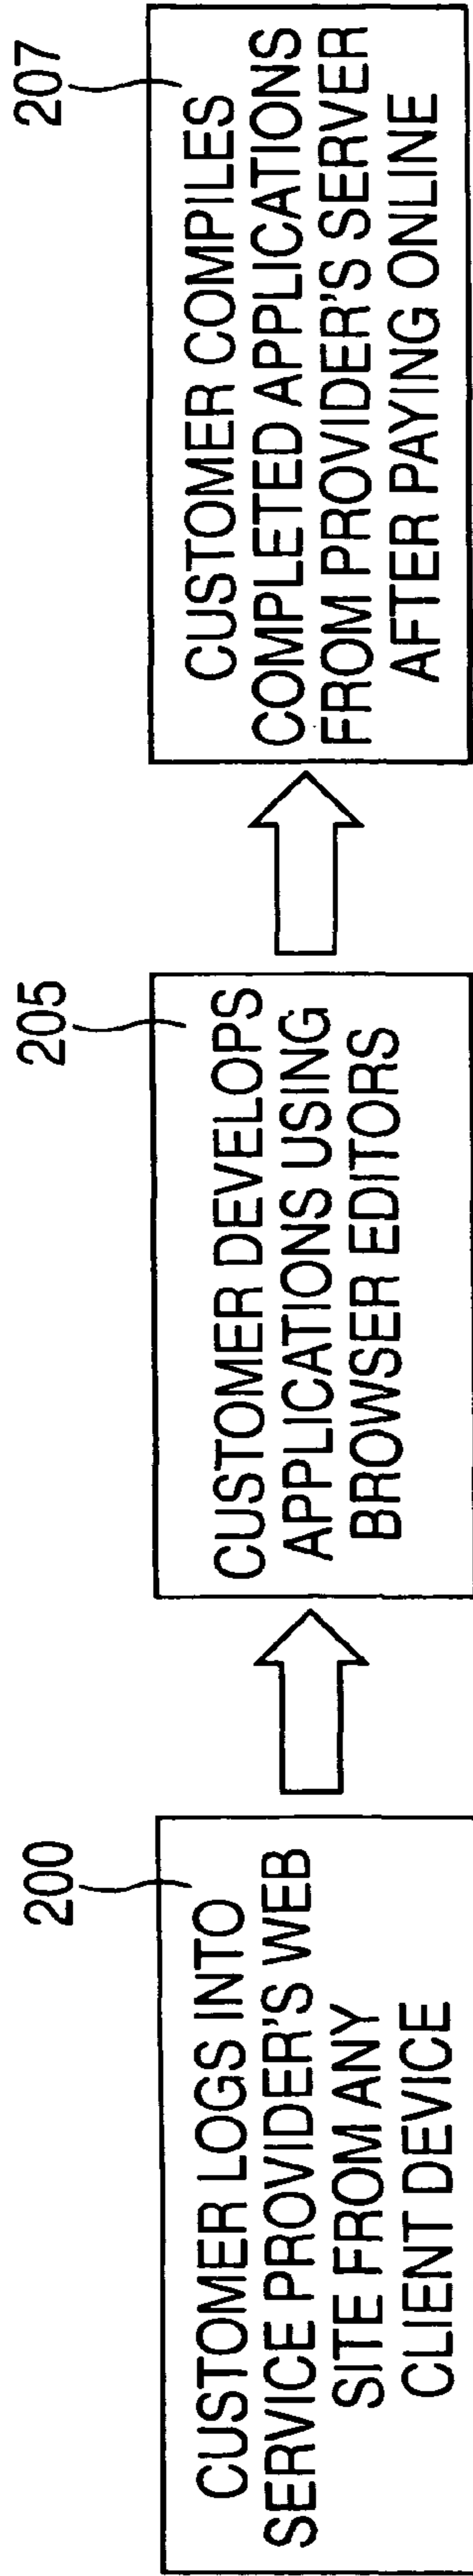 200
CUSTOMER LOGS INTO
SERVICE PROVIDER'S WEB
SITE FROM ANY
CLIENT DEVICE
205
CUSTOMER DEVELOPS
APPLICATIONS USING
BROWSER EDITORS
207
CUSTOMER COMPILES
COMPLETED APPLICATIONS
FROM PROVIDER'S SERVER
AFTER PAYING ONLINE